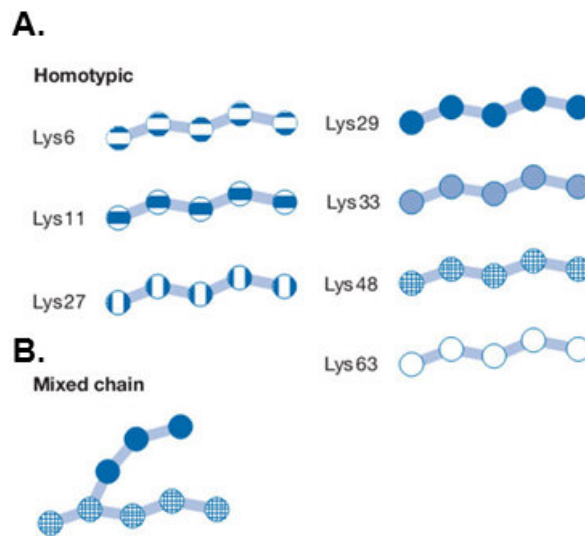 A.
Homotypic
Lys6
Lys11
Lys27
Lys29
Lys33
Lys48
Lys63
B.
Mixed chain